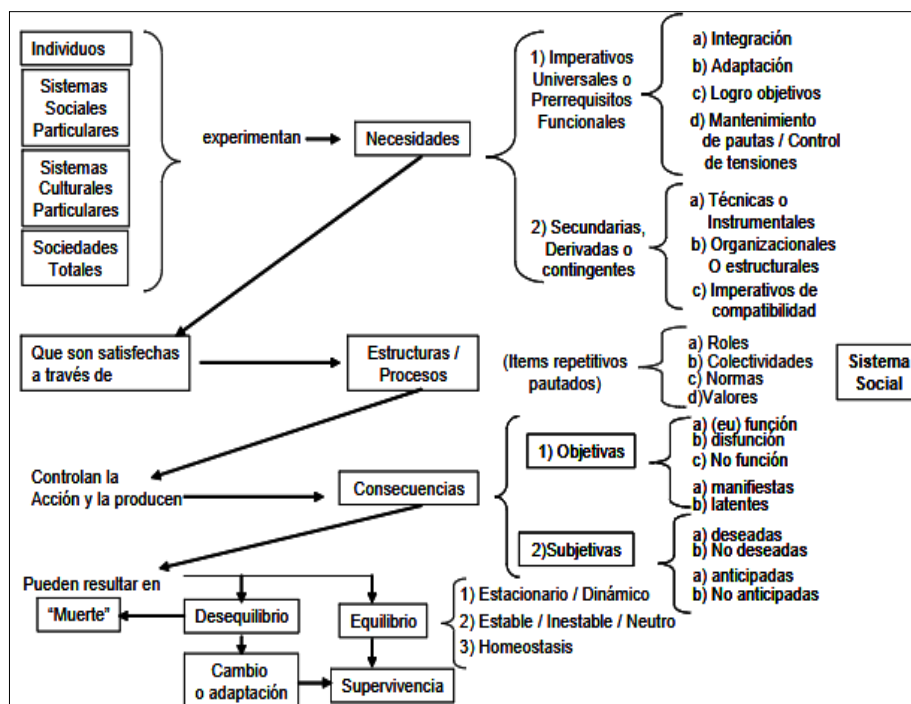 Individuos
Sistemas
Sociales
Particulares
Sistemas
Culturales
Particulares
Sociedades
Totales
experimentan
Necesidades
1) Imperativos
Universales o
Prerrequisitos
Funcionales
a) Integración
b) Adaptación
c) Logro objetivos
d) Mantenimiento
de pautas / Control
de tensiones
2) Secundarias,
Derivadas o
contingentes
a) Técnicas o
Instrumentales
b) Organizacionales
O estructurales
c) Imperativos de
compatibilidad
Que son satisfechas
a través de
Estructuras /
Procesos
(Items repetitivos
pautados)
a) Roles
b) Colectividades
c) Normas
d)Valores
Sistema
Social
Controlan la
Acción y la producen
Consecuencias
1) Objetivas
a) (eu) función
b) disfunción
c) No función
a) manifiestas
b) latentes
2)Subjetivas
a) deseadas
b) No deseadas
a) anticipadas
b) No anticipadas
Pueden resultar en
“Muerte”
Desequilibrio
Equilibrio
1) Estacionario / Dinámico
2) Estable / Inestable / Neutro
3) Homeostasis
Cambio
o adaptación
Supervivencia